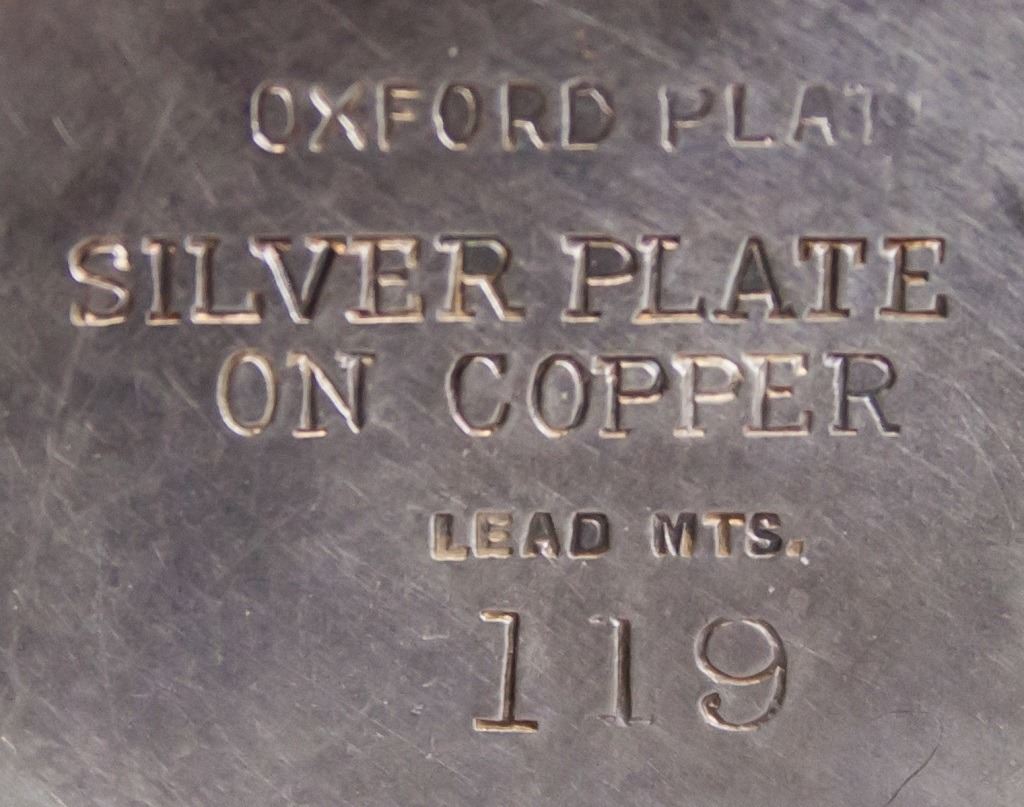 OXFORD PLAT
SILVER PLATE
ON COPPER
LEAD MTS.
119